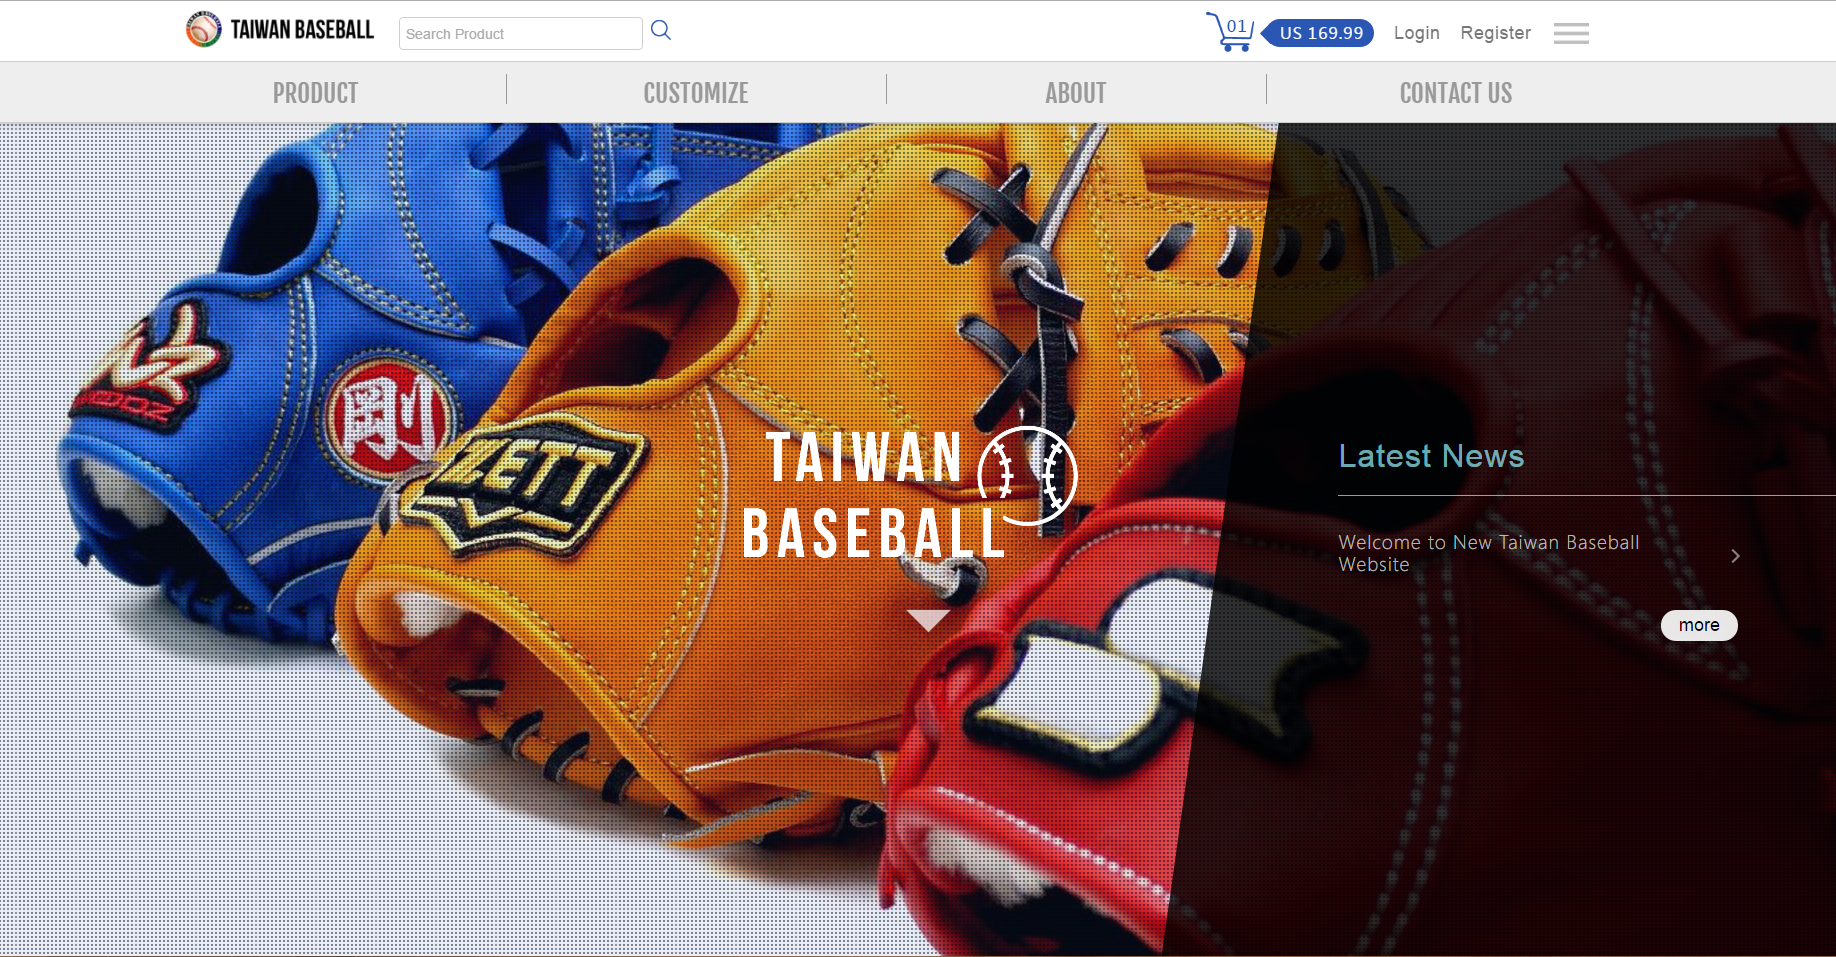 TAIWAN BASEBALL
Search Product
01
US 169.99
Login
Register
PRODUCT
CUSTOMIZE
ABOUT
CONTACT US
剛
ZETT
TAIWAN
BASEBALL
Latest News
Welcome to New Taiwan Baseball
Website
more